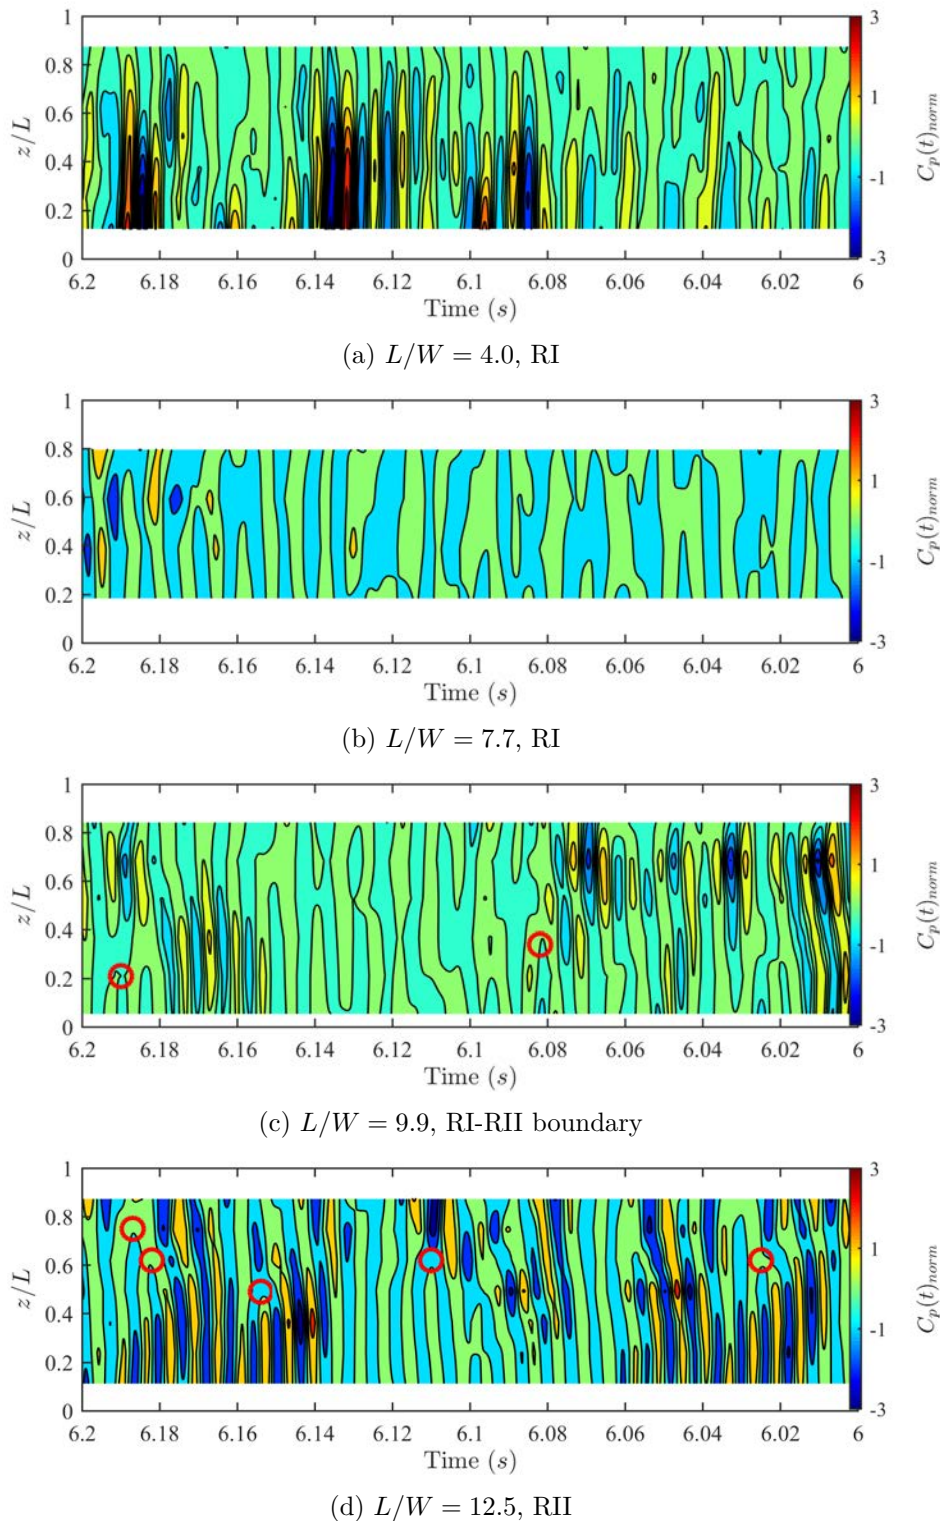 1
0.8
0.6
0.4
0.2
0
z/L
6.2 6.18 6.16 6.14 6.12 6.1 6.08 6.06 6.04 6.02 6
Time (s)
3
1
-1
-3
C_p(t)_{norm}
(a) L/W = 4.0, RI
1
0.8
0.6
0.4
0.2
0
z/L
6.2 6.18 6.16 6.14 6.12 6.1 6.08 6.06 6.04 6.02 6
Time (s)
3
1
-1
-3
C_p(t)_{norm}
(b) L/W = 7.7, RI
1
0.8
0.6
0.4
0.2
0
z/L
6.2 6.18 6.16 6.14 6.12 6.1 6.08 6.06 6.04 6.02 6
Time (s)
3
1
-1
-3
C_p(t)_{norm}
(c) L/W = 9.9, RI-RII boundary
1
0.8
0.6
0.4
0.2
0
z/L
6.2 6.18 6.16 6.14 6.12 6.1 6.08 6.06 6.04 6.02 6
Time (s)
3
1
-1
-3
C_p(t)_{norm}
(d) L/W = 12.5, RII